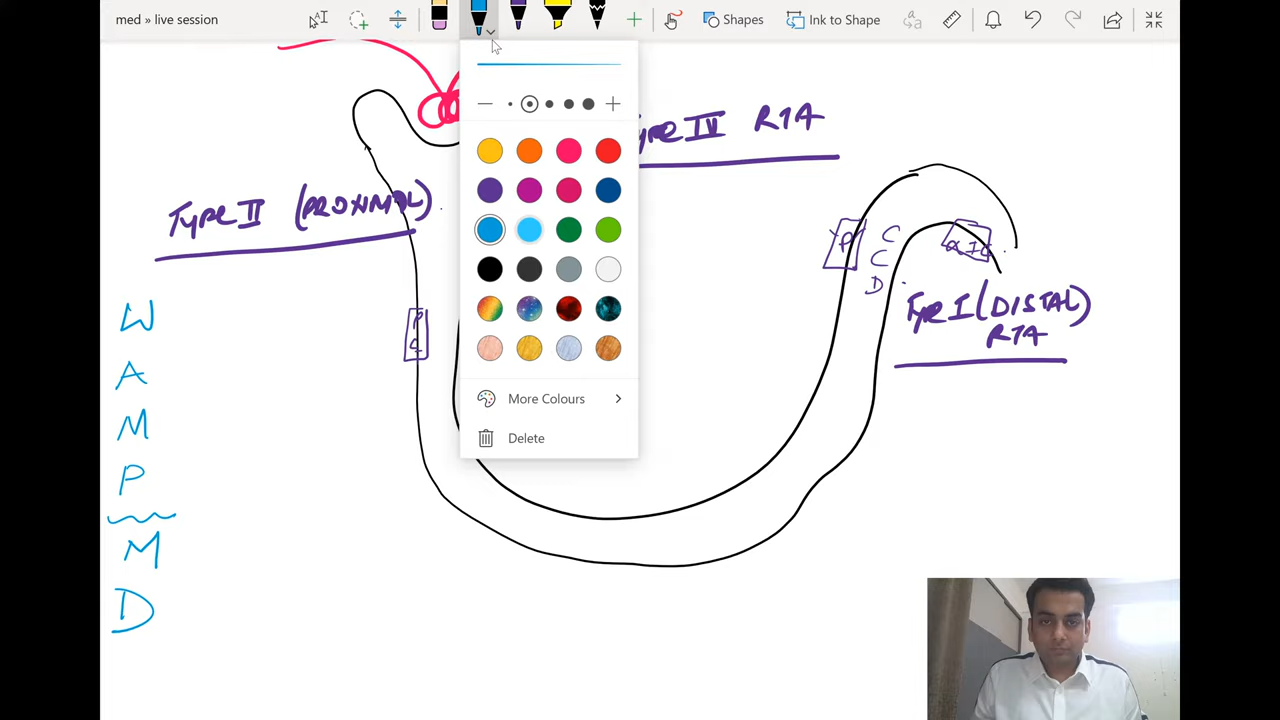 med » live session
Shapes
Ink to Shape
TYPE IV RTA
TYPE II (PROXIMAL)
P
C
C
D
α IC
TYPE I (DISTAL)
RTA
P
C
W
A
M
P
M
D
More Colours
Delete